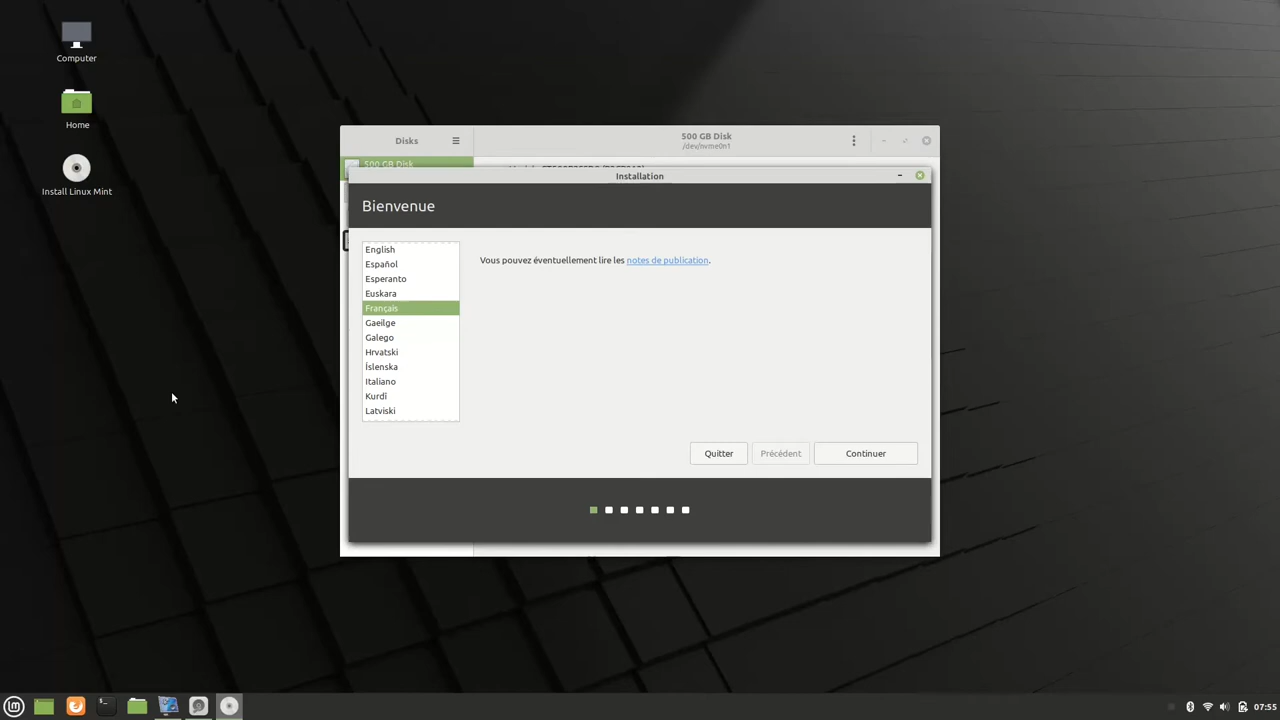 Computer
Home
Install Linux Mint
Disks
500 GB Disk
/dev/nvme0n1
500 GB Disk
Installation
Bienvenue
English
Español
Esperanto
Euskara
Français
Gaeilge
Galego
Hrvatski
Íslenska
Italiano
Kurdî
Latviski
Vous pouvez éventuellement lire les notes de publication.
Quitter
Précédent
Continuer
07:55